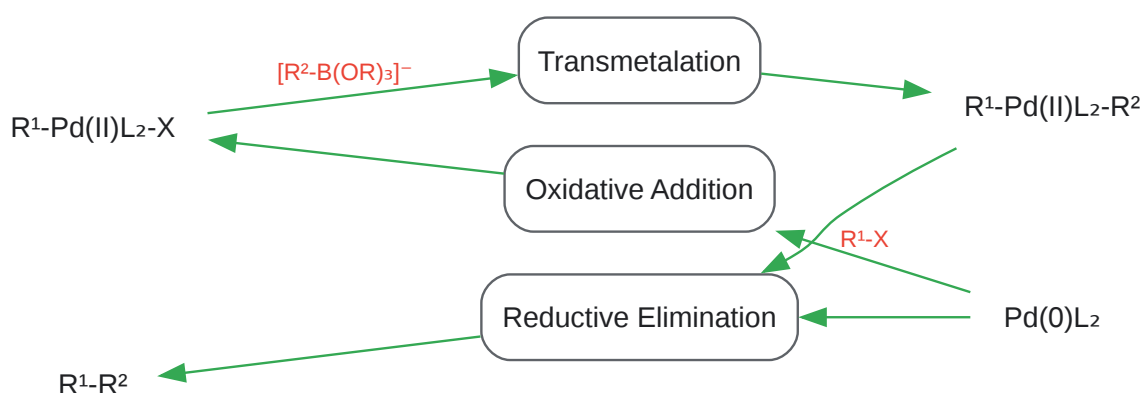 Transmetalation
[R²-B(OR)₃]⁻
R¹-Pd(II)L₂-X
R¹-Pd(II)L₂-R²
Oxidative Addition
R¹-X
Reductive Elimination
Pd(0)L₂
R¹-R²